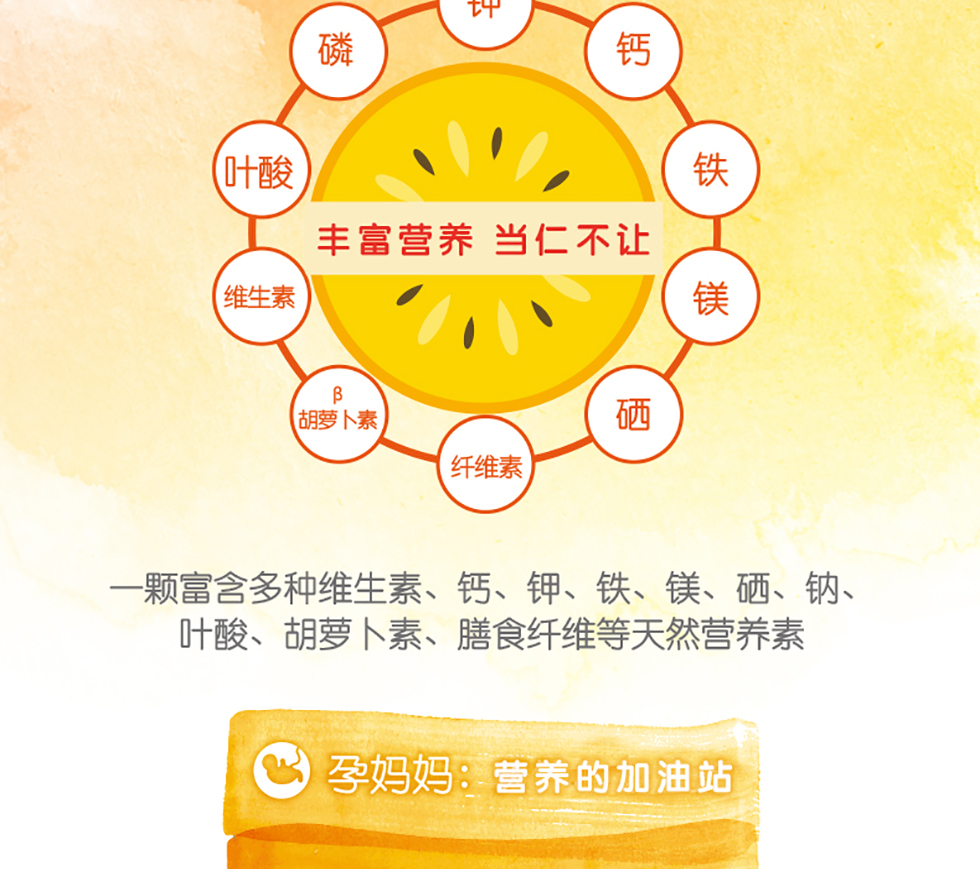 磷
钙
叶酸
铁
丰富营养 当仁不让
维生素
镁
β
胡萝卜素
硒
纤维素
一颗富含多种维生素、钙、钾、铁、镁、硒、钠、
叶酸、胡萝卜素、膳食纤维等天然营养素
孕妈妈：营养的加油站